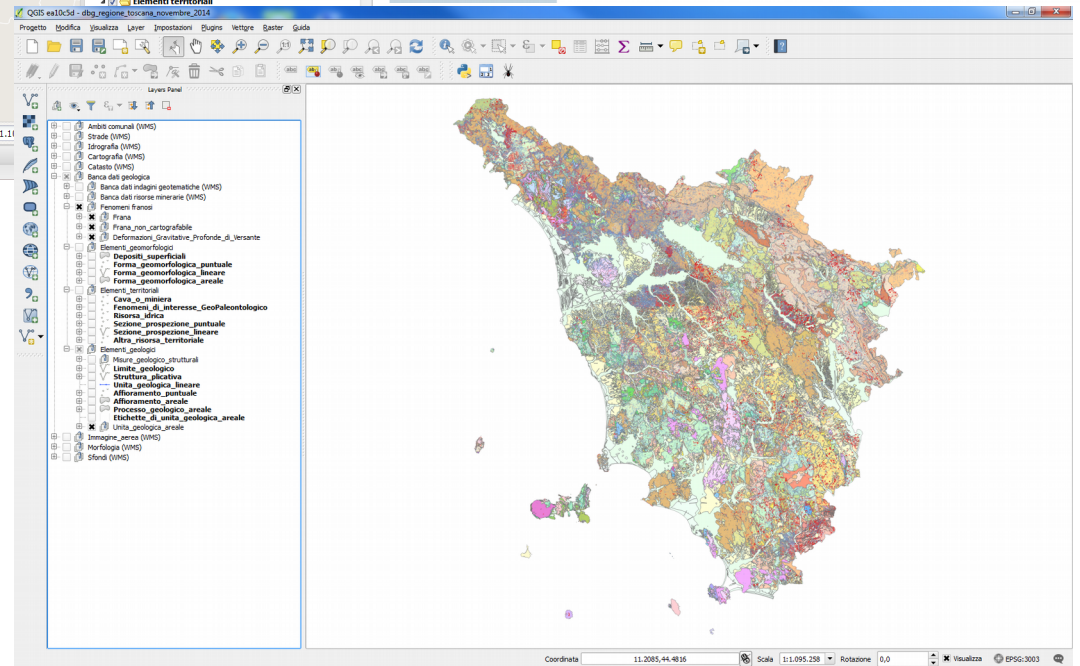 Elementi territoriali
QGIS ea10c5d - dbg_regione_toscana_novembre_2014
Progetto Modifica Visualizza Layer Impostazioni Plugins Vettore Raster Guida
Layers Panel
Ambiti comunali (WMS)
Strade (WMS)
Idrografia (WMS)
Cartografia (WMS)
Catasto (WMS)
Banca dati geologica
Banca dati indagini geotematiche (WMS)
Banca dati risorse minerarie (WMS)
Fenomeni franosi
Frana
Frana_non_cartografabile
Deformazioni_Gravitative_Profonde_di_Versante
Elementi_geomorfologici
Depositi_superficiali
Forma_geomorfologica_puntuale
Forma_geomorfologica_lineare
Forma_geomorfologica_areale
Elementi_territoriali
Cava_o_miniera
Fenomeni_di_interesse_GeoPaleontologico
Risorsa_idrica
Sezione_prospezione_puntuale
Sezione_prospezione_lineare
Altra_risorsa_territoriale
Elementi_geologici
Misure_geologico_strutturali
Limite_geologico
Struttura_plicativa
Unita_geologica_lineare
Affioramento_puntuale
Affioramento_areale
Processo_geologico_areale
Etichette_di_unita_geologica_areale
Unita_geologica_areale
Immagine_aerea (WMS)
Morfologia (WMS)
Sfondi (WMS)
Coordinata 11.2085,44.4816 Scala 1:1.095.258 Rotazione 0,0 Visualizza EPSG:3003